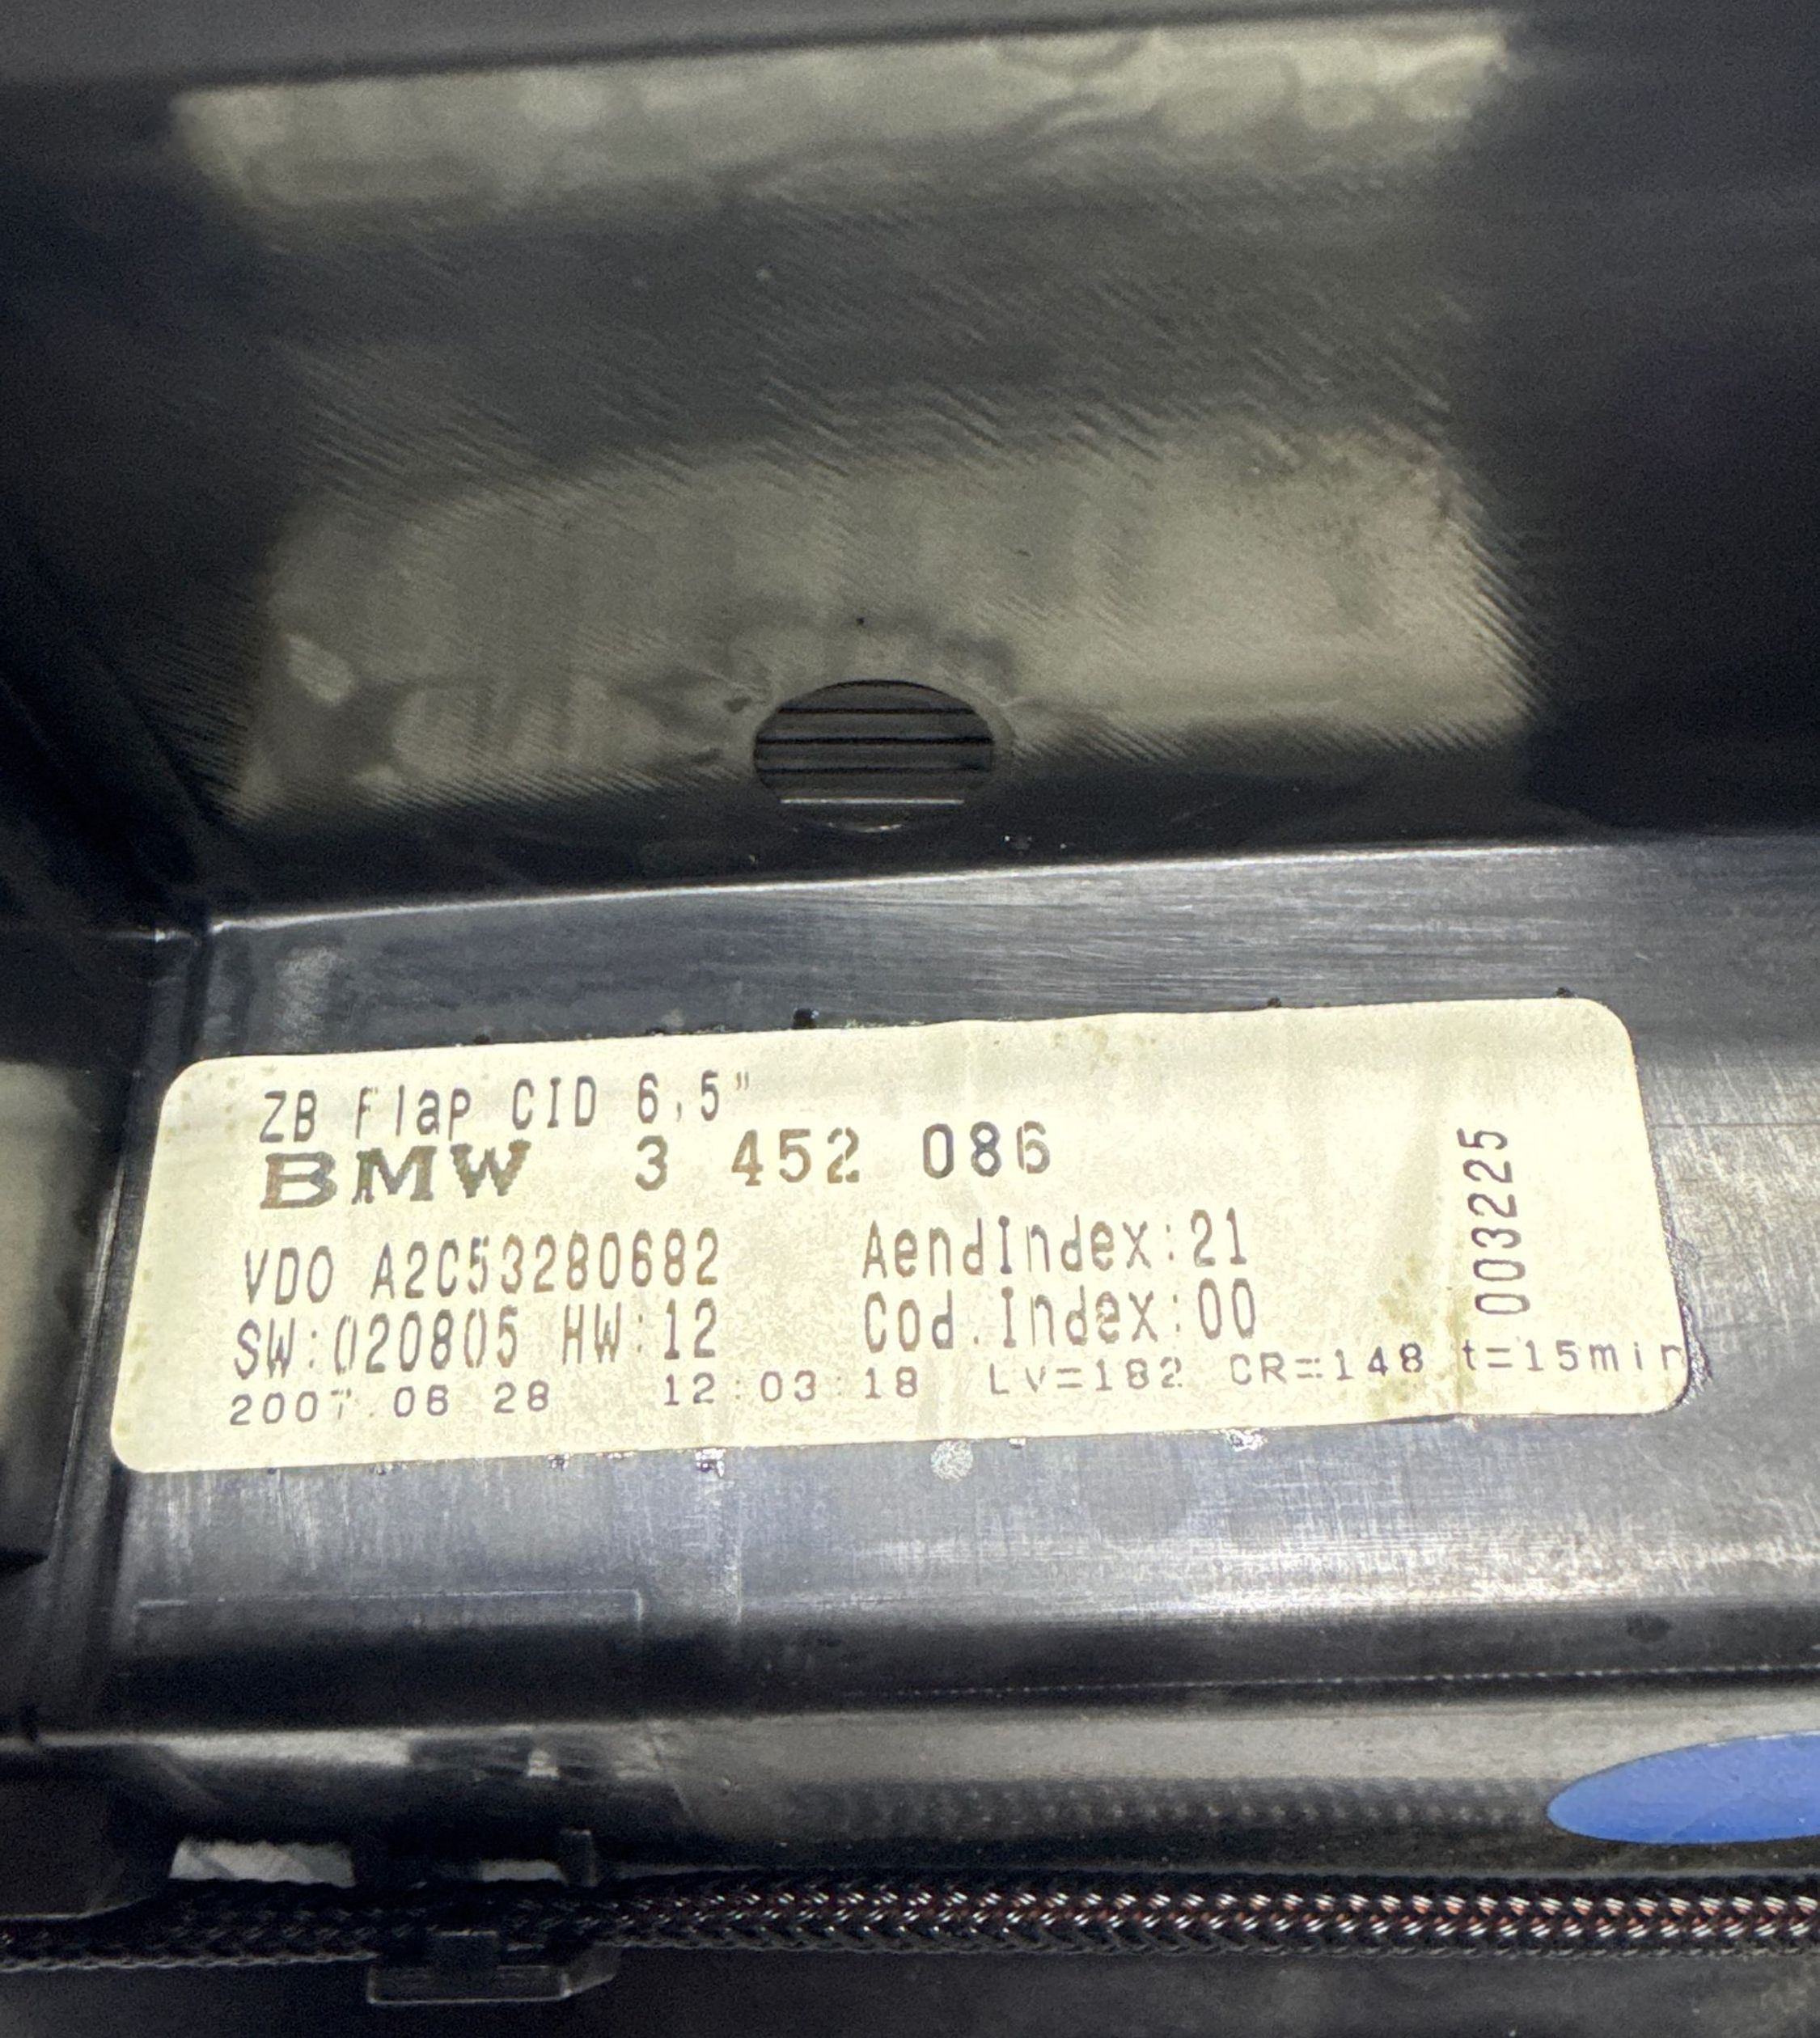 ZB Flap CID 6,5"
BMW 3 452 086
VDO A2C53280682 AendIndex:21
SW:020805 HW:12 Cod.Index:00
2007.06 28 12:03:18 LV=182 CR=148 t=15min
003225